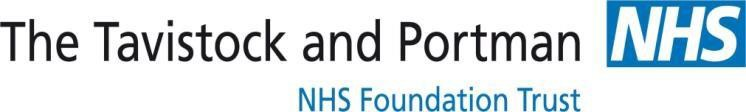 The Tavistock and Portman NHS
NHS Foundation Trust